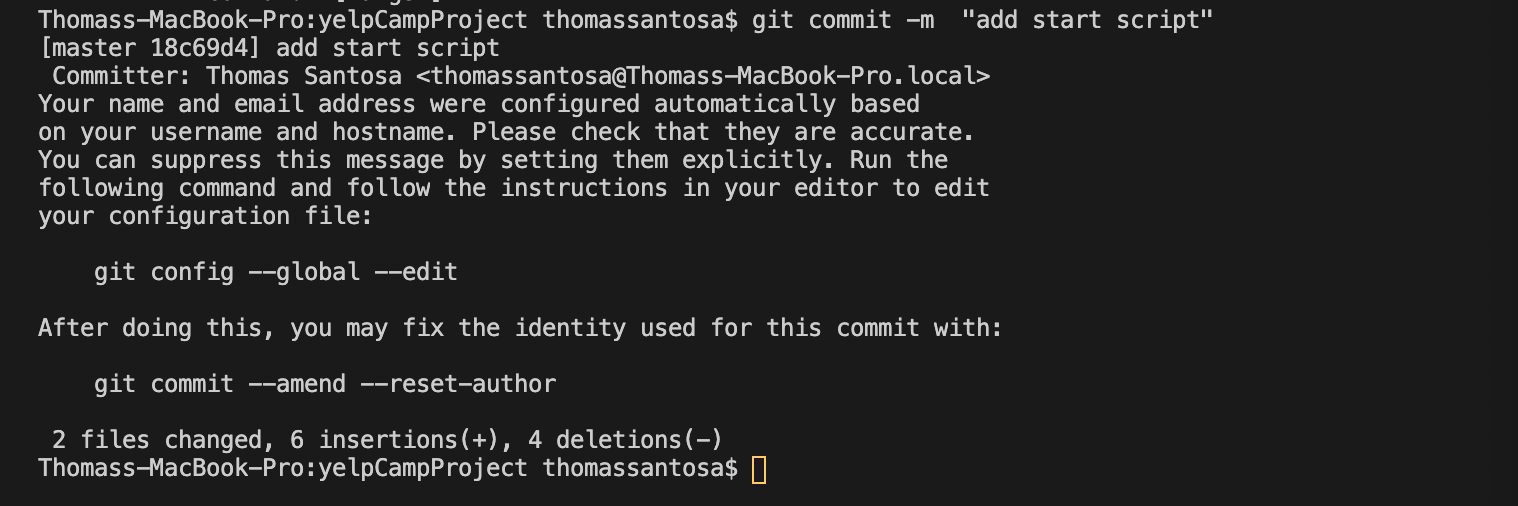 Thomass-MacBook-Pro:yelpCampProject thomassantosa$ git commit -m  "add start script"
[master 18c69d4] add start script
 Committer: Thomas Santosa <thomassantosa@Thomass-MacBook-Pro.local>
Your name and email address were configured automatically based
on your username and hostname. Please check that they are accurate.
You can suppress this message by setting them explicitly. Run the
following command and follow the instructions in your editor to edit
your configuration file:

    git config --global --edit

After doing this, you may fix the identity used for this commit with:

    git commit --amend --reset-author

 2 files changed, 6 insertions(+), 4 deletions(-)
Thomass-MacBook-Pro:yelpCampProject thomassantosa$